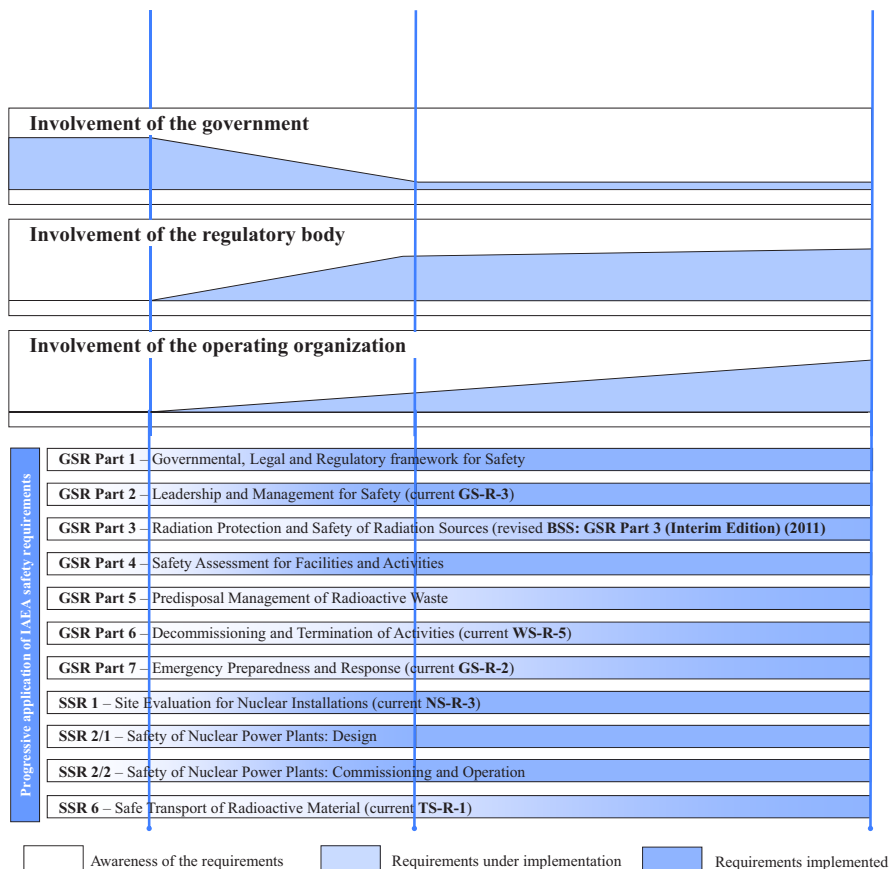 Involvement of the government
Involvement of the regulatory body
Involvement of the operating organization
Progressive application of IAEA safety requirements
GSR Part 1 – Governmental, Legal and Regulatory framework for Safety
GSR Part 2 – Leadership and Management for Safety (current GS-R-3)
GSR Part 3 – Radiation Protection and Safety of Radiation Sources (revised BSS: GSR Part 3 (Interim Edition) (2011)
GSR Part 4 – Safety Assessment for Facilities and Activities
GSR Part 5 – Predisposal Management of Radioactive Waste
GSR Part 6 – Decommissioning and Termination of Activities (current WS-R-5)
GSR Part 7 – Emergency Preparedness and Response (current GS-R-2)
SSR 1 – Site Evaluation for Nuclear Installations (current NS-R-3)
SSR 2/1 – Safety of Nuclear Power Plants: Design
SSR 2/2 – Safety of Nuclear Power Plants: Commissioning and Operation
SSR 6 – Safe Transport of Radioactive Material (current TS-R-1)
Awareness of the requirements
Requirements under implementation
Requirements implemented